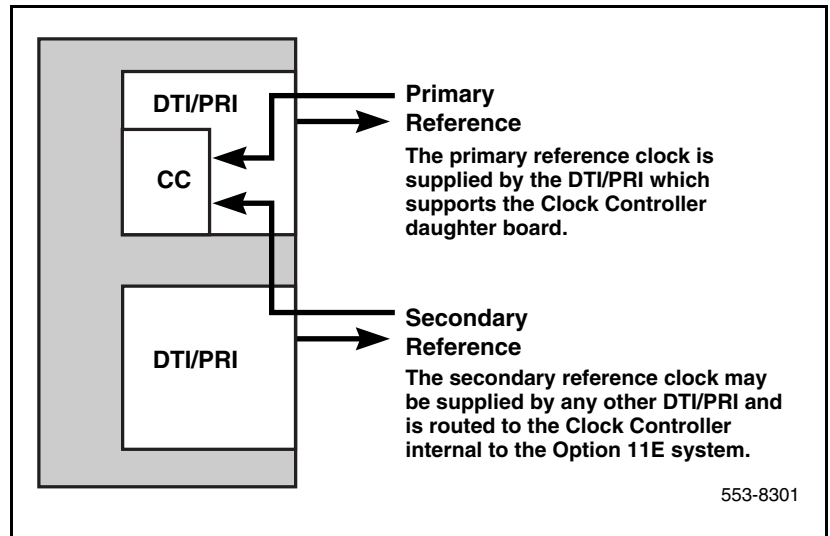 DTI/PRI
CC
Primary
Reference
The primary reference clock is
supplied by the DTI/PRI which
supports the Clock Controller
daughter board.
DTI/PRI
Secondary
Reference
The secondary reference clock may
be supplied by any other DTI/PRI and
is routed to the Clock Controller
internal to the Option 11E system.
553-8301